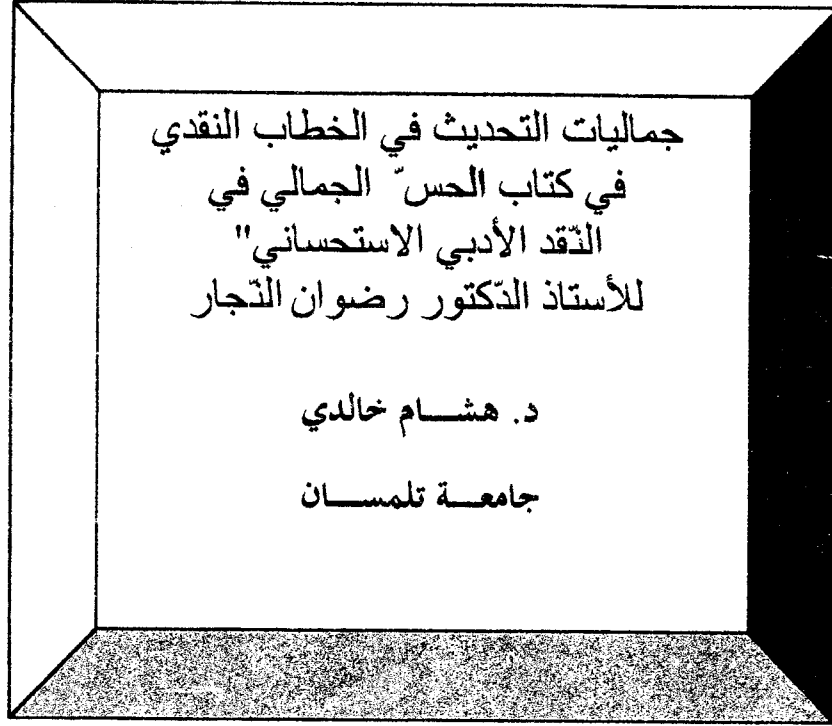 جماليات التحديث في الخطاب النقدي
في كتاب الحسّ الجمالي في
النّقد الأدبي الاستحساني"
للأستاذ الدّكتور رضوان النّجار
د. هشــــام خالدي
جامعـــة تلمســـان